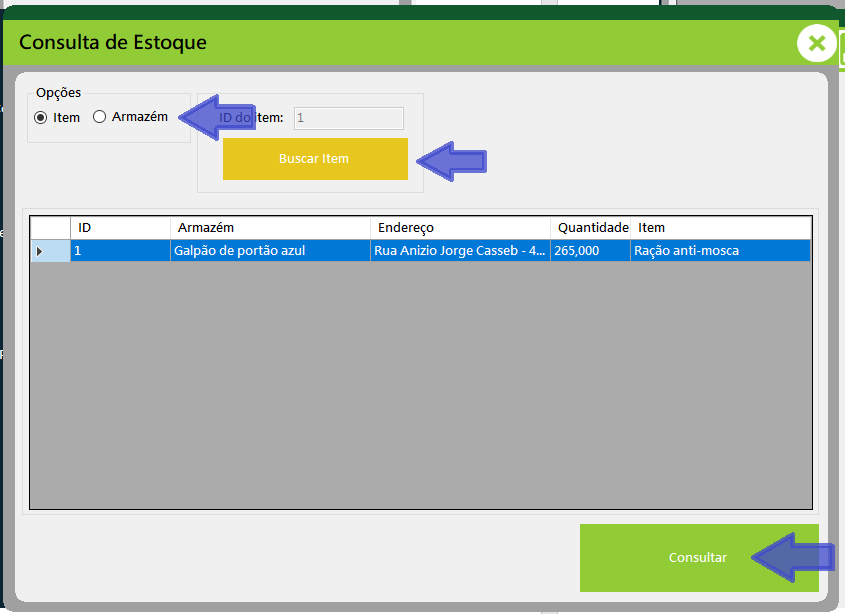 Consulta de Estoque
Opções
Item
Armazém
ID do item:
1
Buscar Item
ID Armazém Endereço Quantidade Item
1 Galpão de portão azul Rua Anizio Jorge Casseb - 4... 265,000 Ração anti-mosca
Consultar